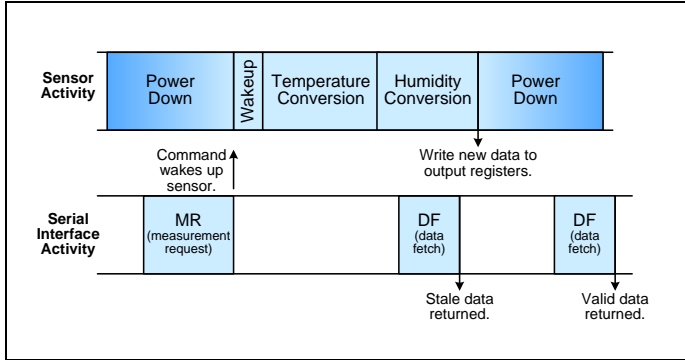 Sensor
Activity
Power
Down
Wakeup
Temperature
Conversion
Humidity
Conversion
Power
Down
Command
wakes up
sensor.
Write new data to
output registers.
Serial
Interface
Activity
MR
(measurement
request)
DF
(data
fetch)
DF
(data
fetch)
Stale data
returned.
Valid data
returned.